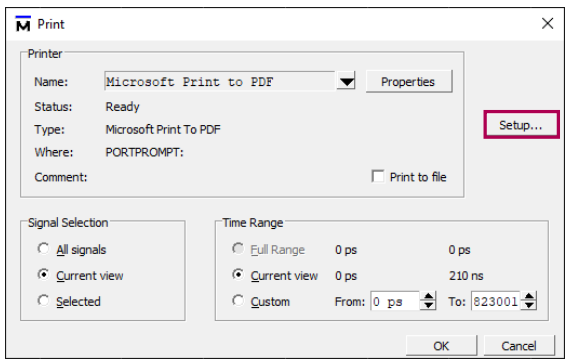 M Print
Printer
Name: Microsoft Print to PDF Properties
Status: Ready
Type: Microsoft Print To PDF
Where: PORTPROMPT:
Comment: Print to file
Setup...
Signal Selection
All signals
Current view
Selected
Time Range
Full Range 0 ps 0 ps
Current view 0 ps 210 ns
Custom From: 0 ps To: 823001
OK Cancel